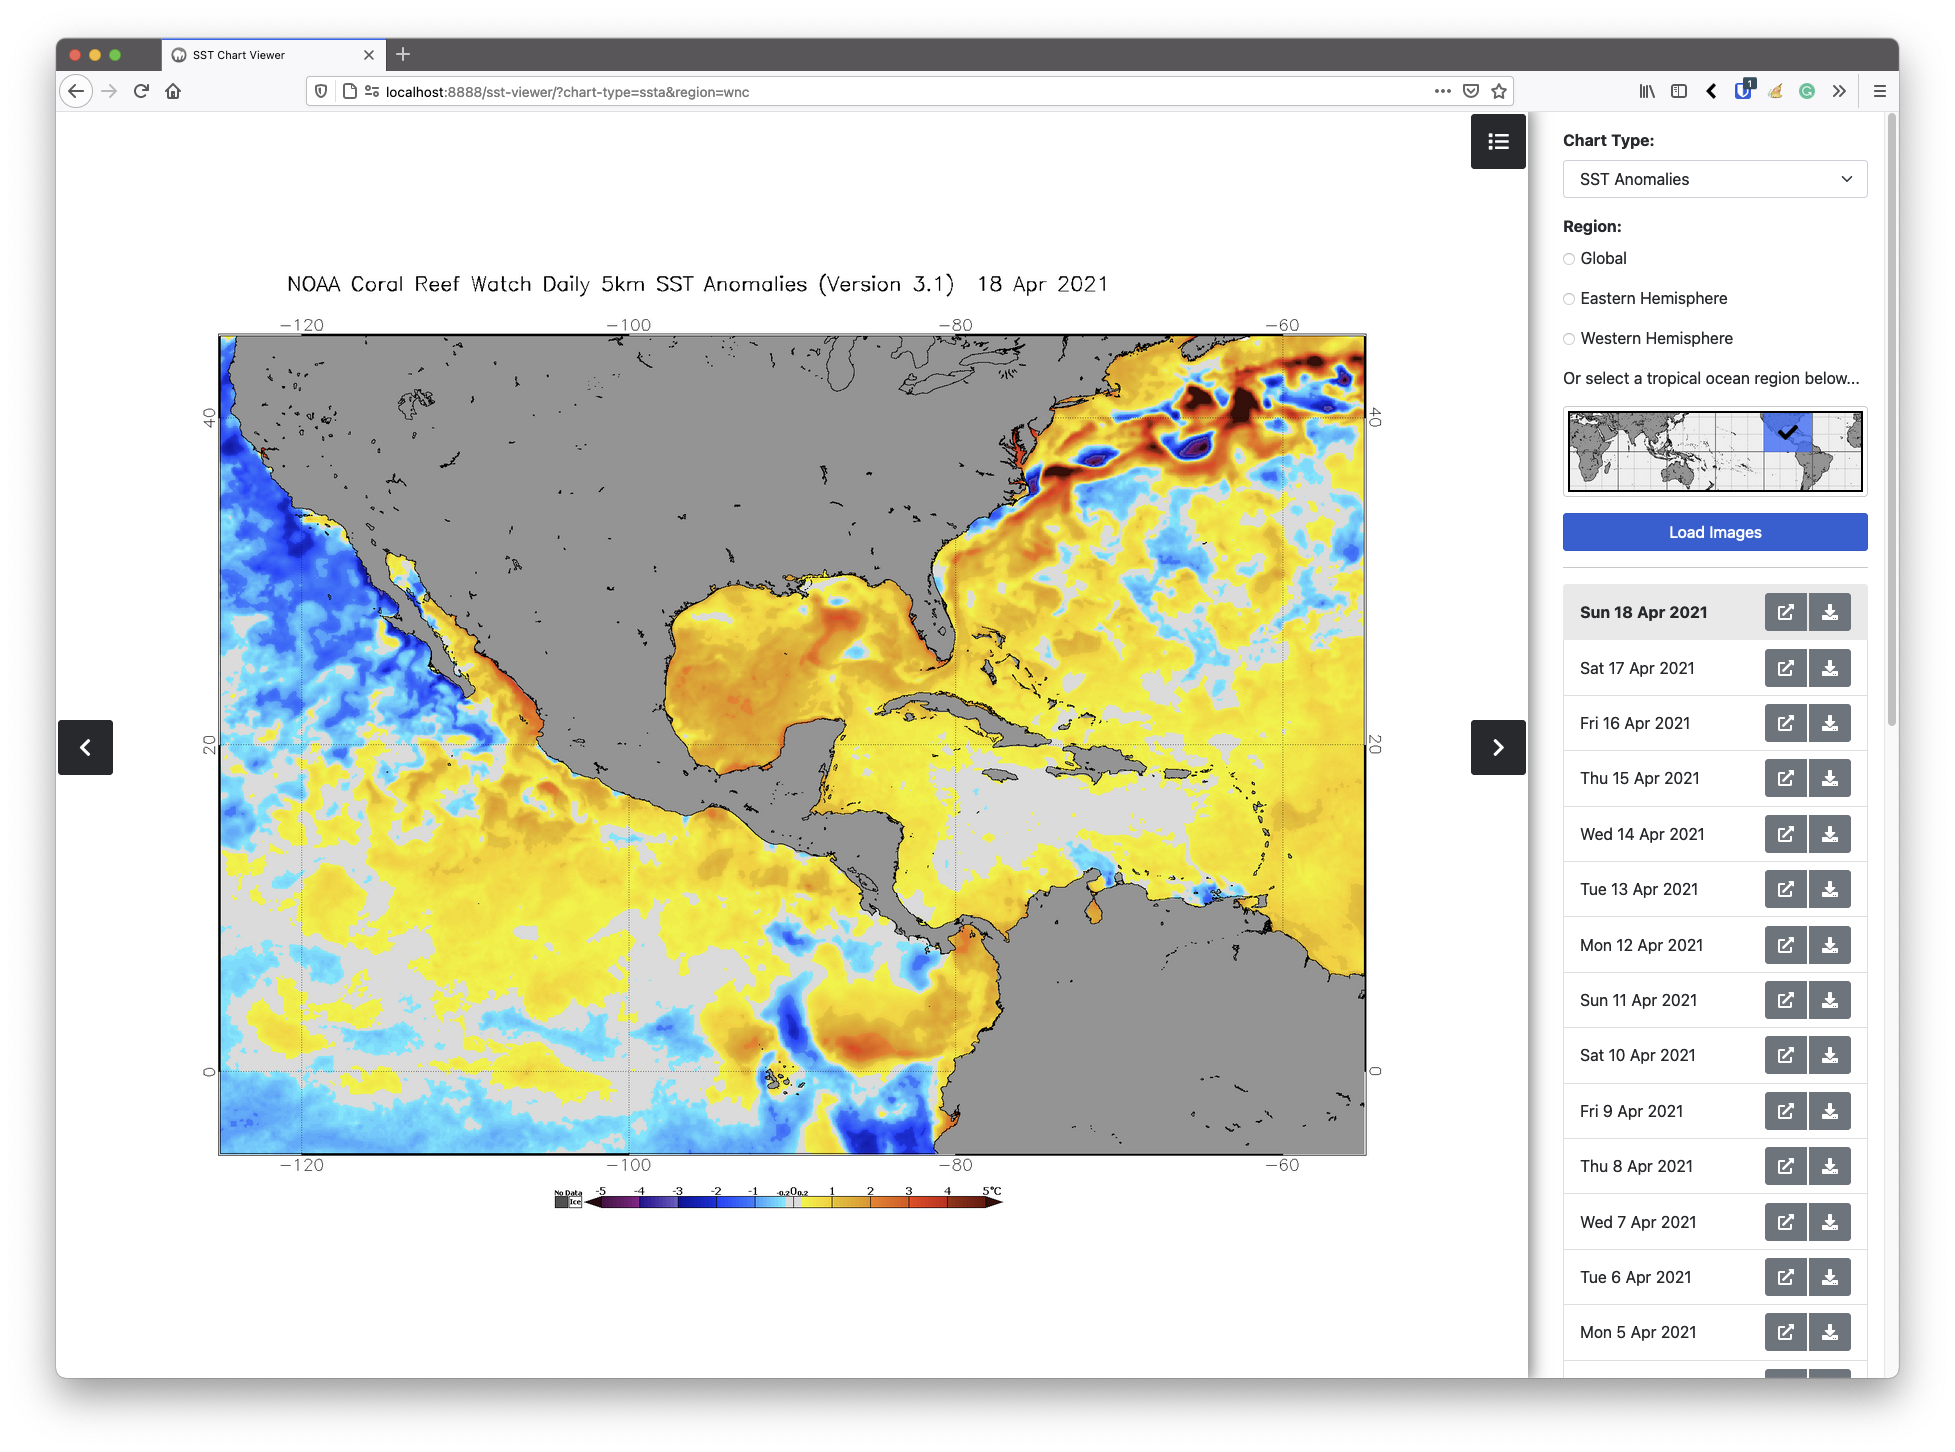 SST Chart Viewer
localhost:8888/sst-viewer/?chart-type=ssta&region=wnc
1
NOAA Coral Reef Watch Daily 5km SST Anomalies (Version 3.1) 18 Apr 2021
-120 -100 -80 -60
40 40
20 20
0 0
-120 -100 -80 -60
No Data Ice -5 -4 -3 -2 -1 -0.2 0 0.2 1 2 3 4 5°C
Chart Type:
SST Anomalies
Region:
Global
Eastern Hemisphere
Western Hemisphere
Or select a tropical ocean region below...
Load Images
Sun 18 Apr 2021
Sat 17 Apr 2021
Fri 16 Apr 2021
Thu 15 Apr 2021
Wed 14 Apr 2021
Tue 13 Apr 2021
Mon 12 Apr 2021
Sun 11 Apr 2021
Sat 10 Apr 2021
Fri 9 Apr 2021
Thu 8 Apr 2021
Wed 7 Apr 2021
Tue 6 Apr 2021
Mon 5 Apr 2021